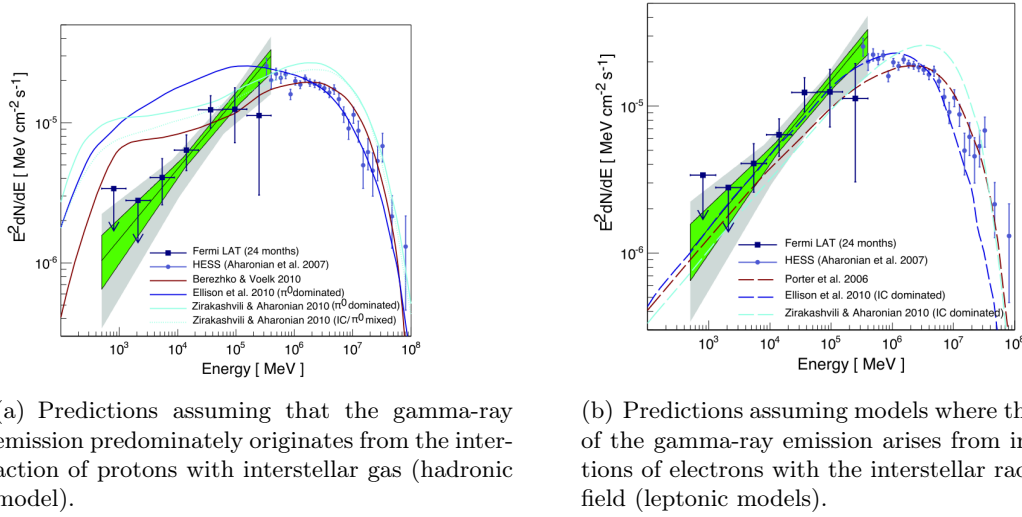 E²dN/dE [ MeV cm⁻² s⁻¹ ]
10⁻⁵
10⁻⁶
Fermi LAT (24 months)
HESS (Aharonian et al. 2007)
Berezhko & Voelk 2010
Ellison et al. 2010 (π⁰dominated)
Zirakashvili & Aharonian 2010 (π⁰ dominated)
Zirakashvili & Aharonian 2010 (IC/π⁰ mixed)
10³ 10⁴ 10⁵ 10⁶ 10⁷ 10⁸
Energy [ MeV ]
E²dN/dE [ MeV cm⁻² s⁻¹ ]
10⁻⁵
10⁻⁶
Fermi LAT (24 months)
HESS (Aharonian et al. 2007)
Porter et al. 2006
Ellison et al. 2010 (IC dominated)
Zirakashvili & Aharonian 2010 (IC dominated)
10³ 10⁴ 10⁵ 10⁶ 10⁷ 10⁸
Energy [ MeV ]
(a) Predictions assuming that the gamma-ray
emission predominately originates from the inter-
action of protons with interstellar gas (hadronic
model).
(b) Predictions assuming models where th
of the gamma-ray emission arises from in
tions of electrons with the interstellar rad
field (leptonic models).